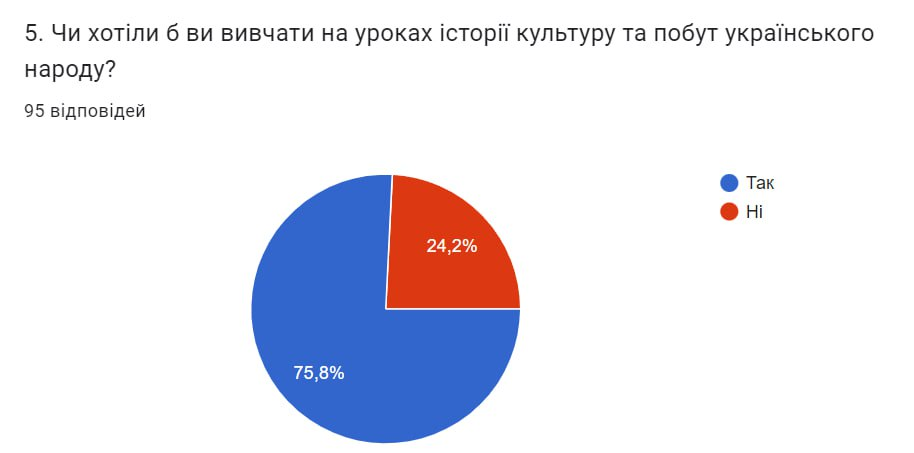 5. Чи хотіли б ви вивчати на уроках історії культуру та побут українського
народу?
95 відповідей
Так
Ні
24,2%
75,8%